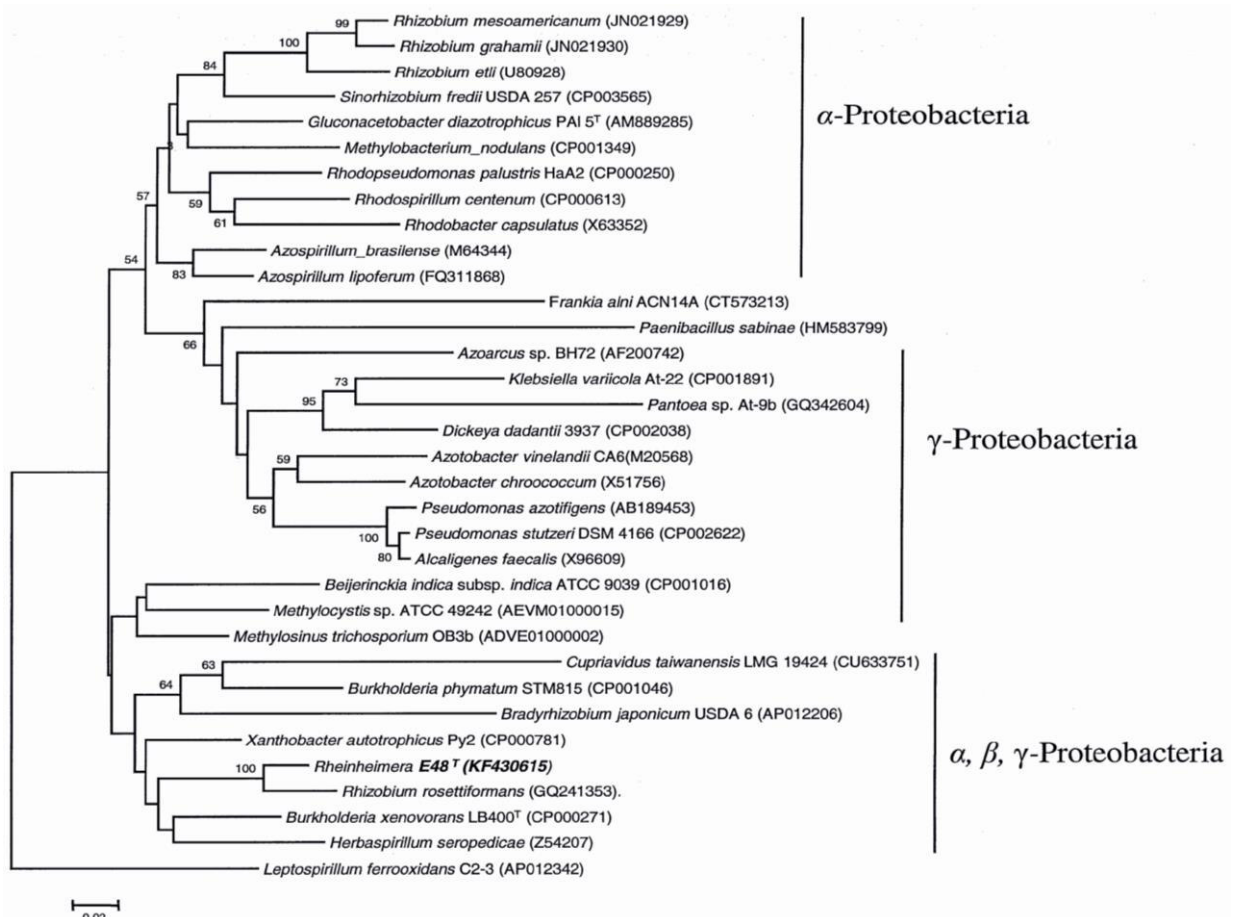 99
Rhizobium mesoamericanum (JN021929)
Rhizobium grahamii (JN021930)
100
Rhizobium etli (U80928)
84
Sinorhizobium fredii USDA 257 (CP003565)
Gluconacetobacter diazotrophicus PAl 5ᵀ (AM889285)
α-Proteobacteria
Methylobacterium_nodulans (CP001349)
3
Rhodopseudomonas palustris HaA2 (CP000250)
57
59
Rhodospirillum centenum (CP000613)
61
Rhodobacter capsulatus (X63352)
Azospirillum_brasilense (M64344)
54
83
Azospirillum lipoferum (FQ311868)
Frankia alni ACN14A (CT573213)
66
Paenibacillus sabinae (HM583799)
Azoarcus sp. BH72 (AF200742)
73
Klebsiella variicola At-22 (CP001891)
95
Pantoea sp. At-9b (GQ342604)
Dickeya dadantii 3937 (CP002038)
γ-Proteobacteria
59
Azotobacter vinelandii CA6(M20568)
Azotobacter chroococcum (X51756)
56
Pseudomonas azotifigens (AB189453)
100
Pseudomonas stutzeri DSM 4166 (CP002622)
80
Alcaligenes faecalis (X96609)
Beijerinckia indica subsp. indica ATCC 9039 (CP001016)
Methylocystis sp. ATCC 49242 (AEVM01000015)
Methylosinus trichosporium OB3b (ADVE01000002)
63
Cupriavidus taiwanensis LMG 19424 (CU633751)
64
Burkholderia phymatum STM815 (CP001046)
Bradyrhizobium japonicum USDA 6 (AP012206)
Xanthobacter autotrophicus Py2 (CP000781)
α, β, γ-Proteobacteria
100
Rheinheimera E48ᵀ (KF430615)
Rhizobium rosettiformans (GQ241353).
Burkholderia xenovorans LB400ᵀ (CP000271)
Herbaspirillum seropedicae (Z54207)
Leptospirillum ferrooxidans C2-3 (AP012342)